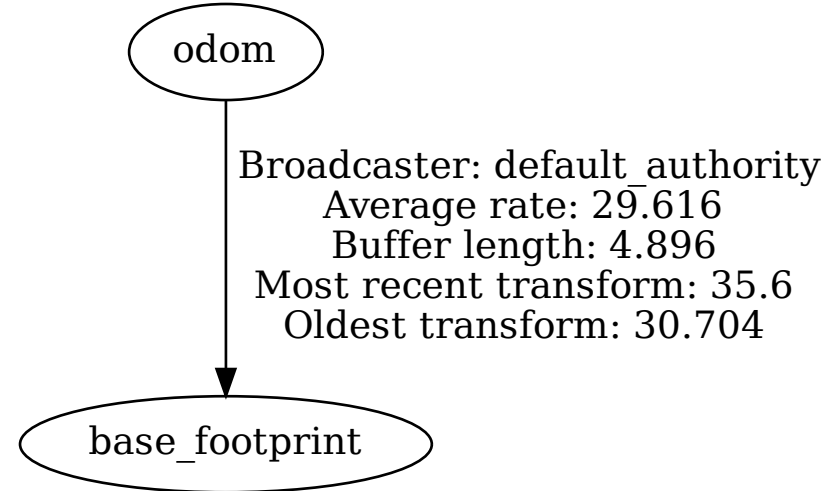 odom
Broadcaster: default_authority
Average rate: 29.616
Buffer length: 4.896
Most recent transform: 35.6
Oldest transform: 30.704
base_footprint